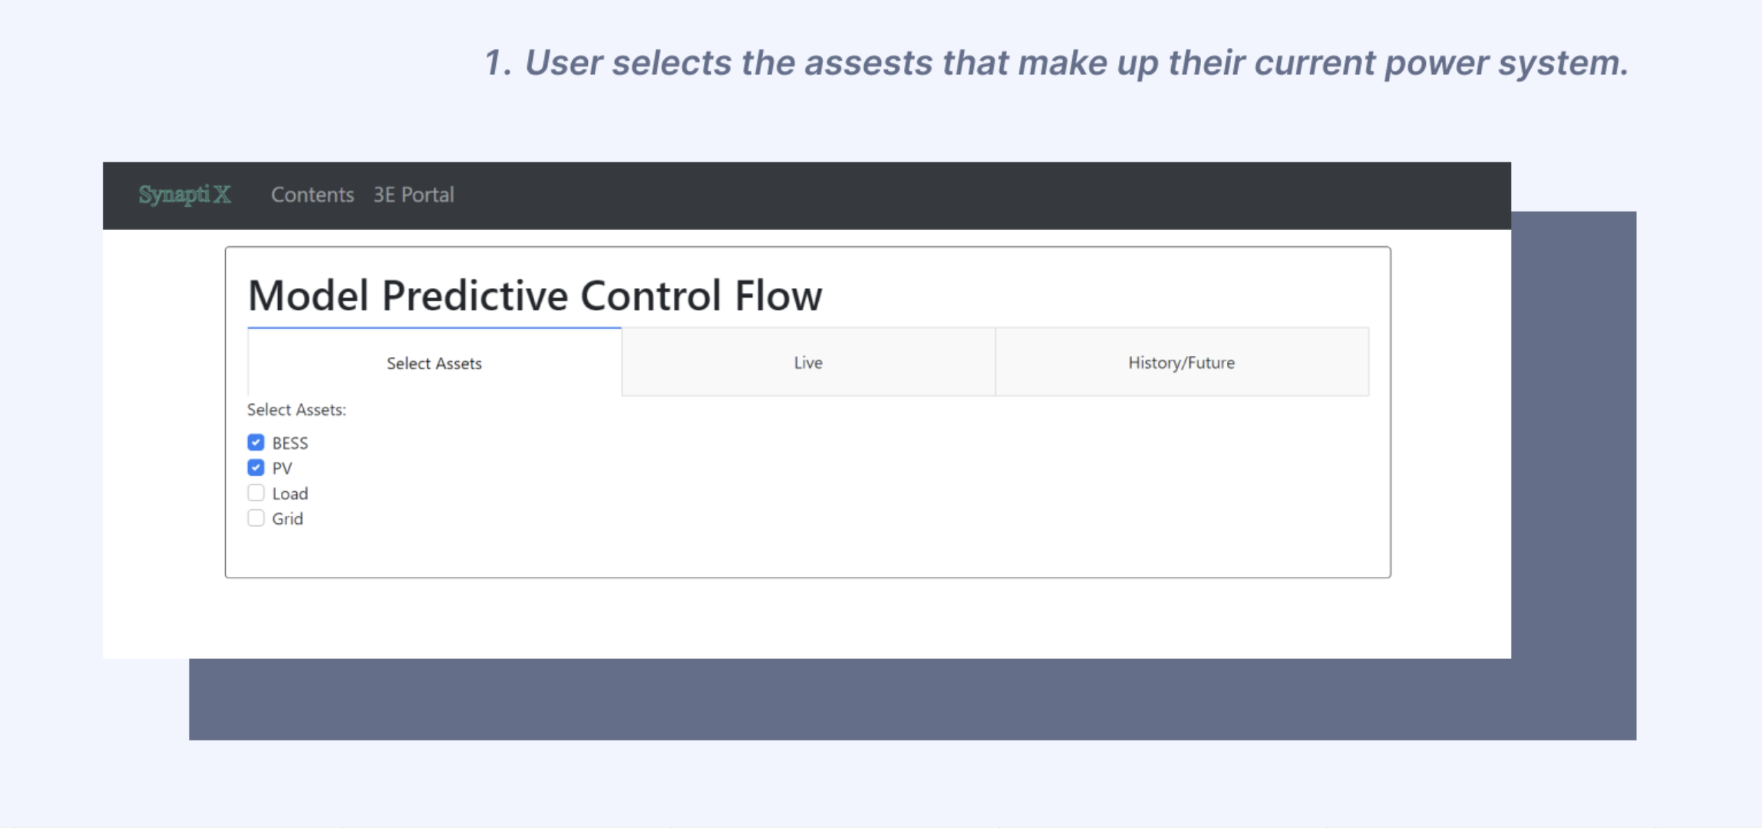 1. User selects the assests that make up their current power system.
SynaptiX Contents 3E Portal
Model Predictive Control Flow
Select Assets Live History/Future
Select Assets:
BESS
PV
Load
Grid